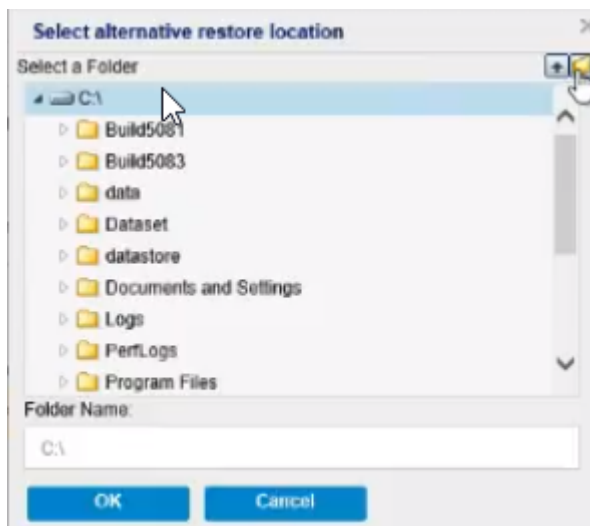 Select alternative restore location
Select a Folder
C:\
Build5081
Build5083
data
Dataset
datastore
Documents and Settings
Logs
PerfLogs
Program Files
Folder Name:
C:\
OK Cancel